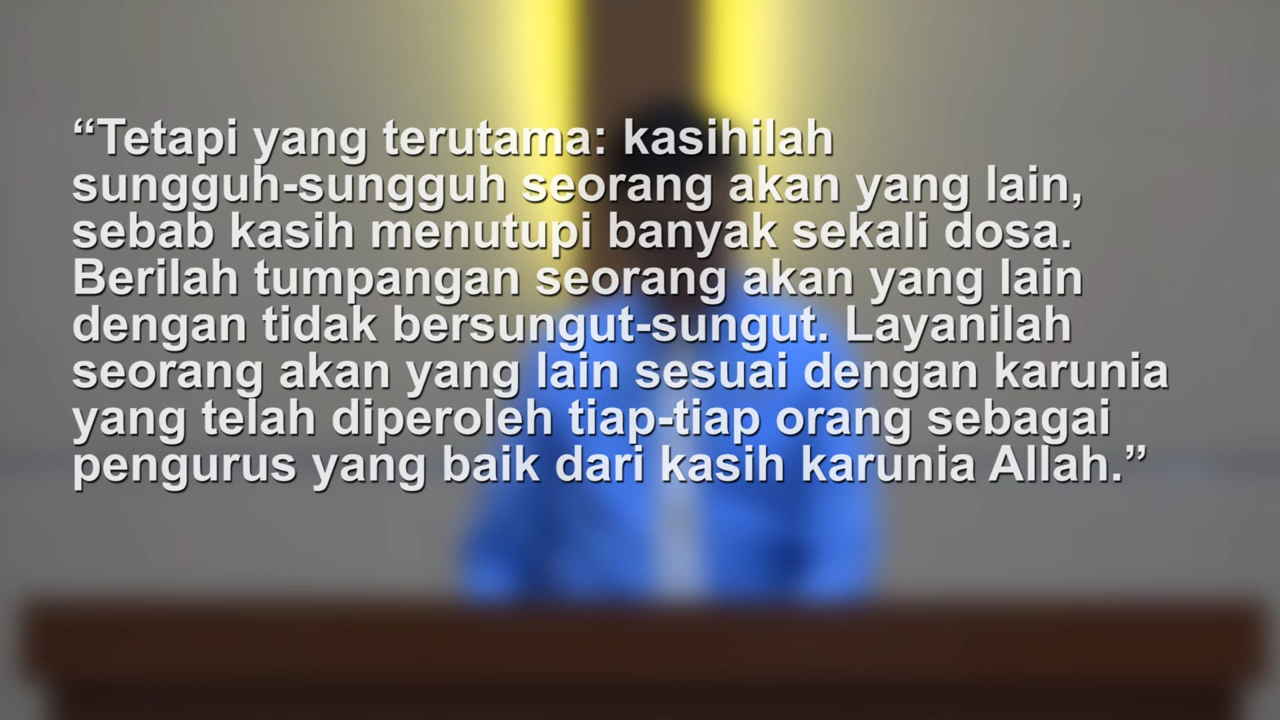 “Tetapi yang terutama: kasihilah
sungguh-sungguh seorang akan yang lain,
sebab kasih menutupi banyak sekali dosa.
Berilah tumpangan seorang akan yang lain
dengan tidak bersungut-sungut. Layanilah
seorang akan yang lain sesuai dengan karunia
yang telah diperoleh tiap-tiap orang sebagai
pengurus yang baik dari kasih karunia Allah.”